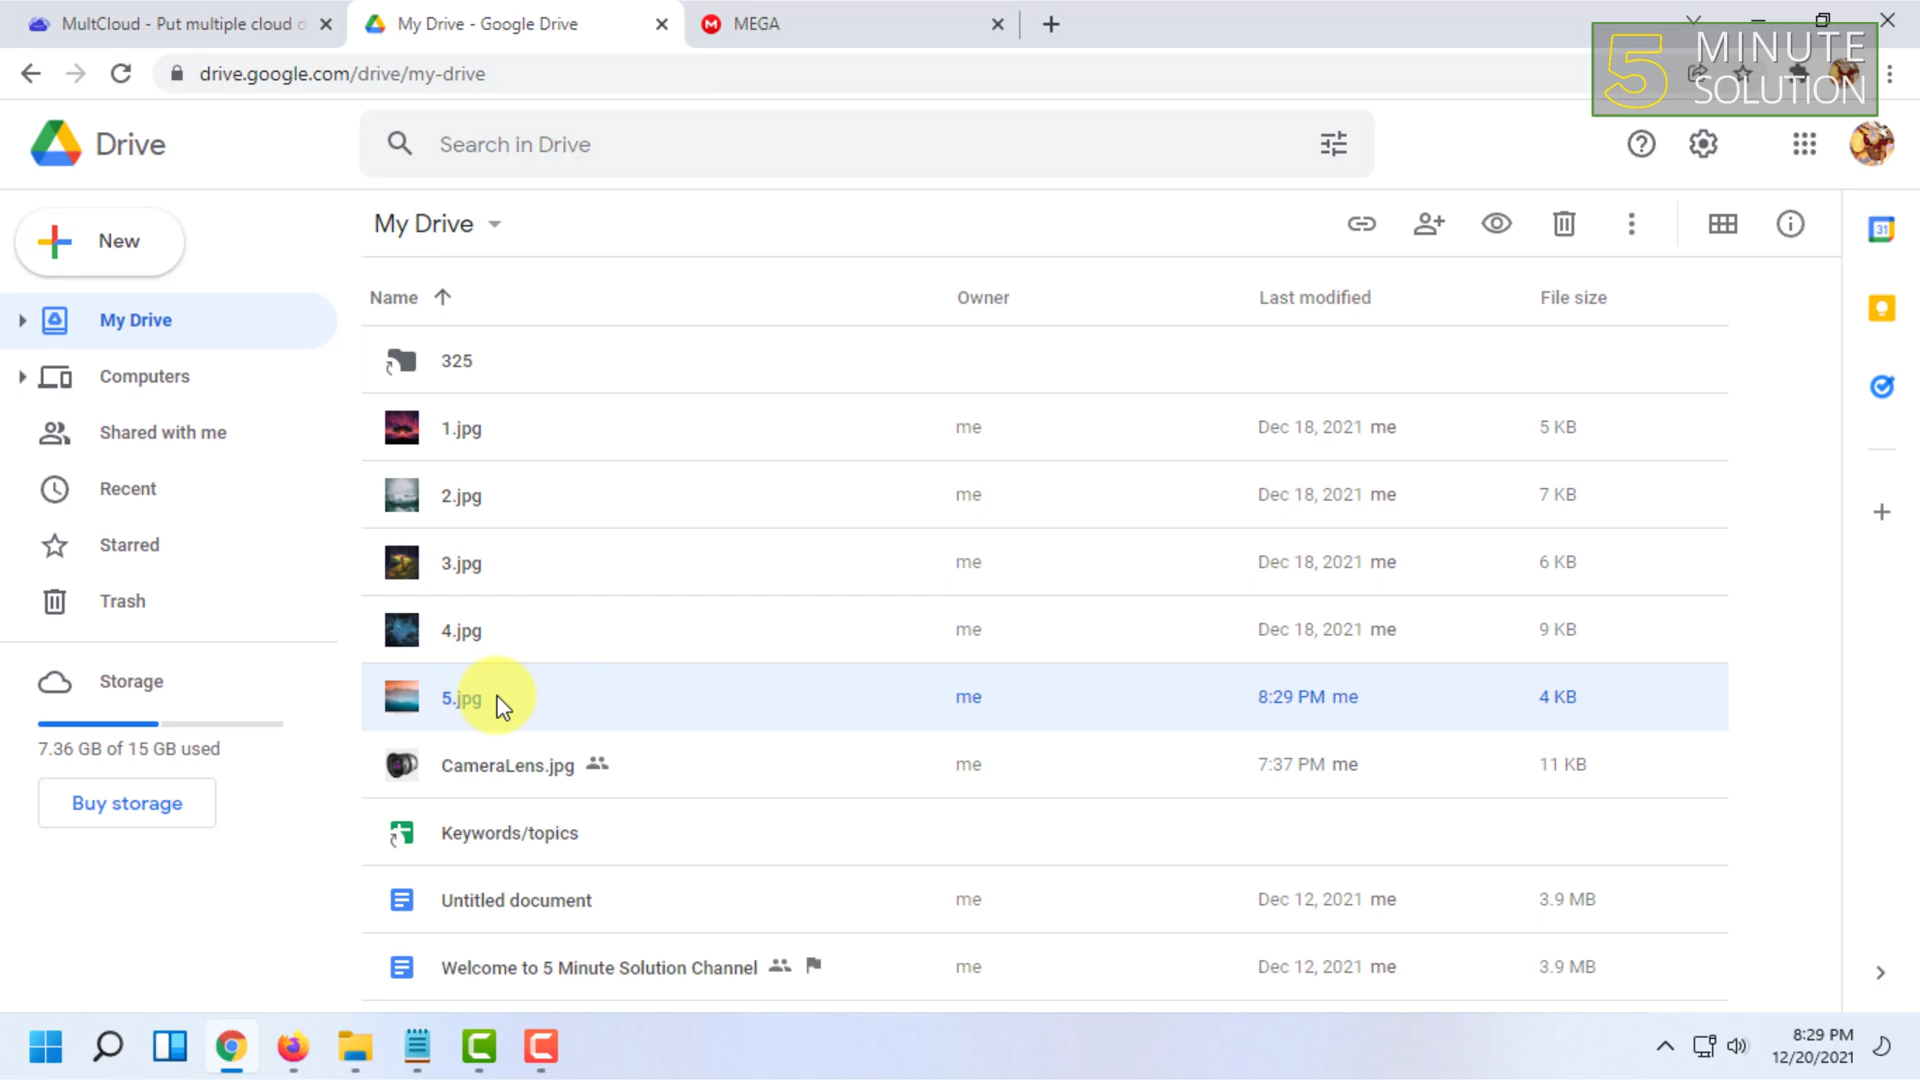 MultCloud - Put multiple cloud d
My Drive - Google Drive
MEGA
drive.google.com/drive/my-drive
5 MINUTE
SOLUTION
Drive
Search in Drive
New
My Drive
My Drive
Computers
Shared with me
Recent
Starred
Trash
Storage
7.36 GB of 15 GB used
Buy storage
Name Owner Last modified File size
325
1.jpg me Dec 18, 2021 me 5 KB
2.jpg me Dec 18, 2021 me 7 KB
3.jpg me Dec 18, 2021 me 6 KB
4.jpg me Dec 18, 2021 me 9 KB
5.jpg me 8:29 PM me 4 KB
CameraLens.jpg me 7:37 PM me 11 KB
Keywords/topics
Untitled document me Dec 12, 2021 me 3.9 MB
Welcome to 5 Minute Solution Channel me Dec 12, 2021 me 3.9 MB
31
8:29 PM
12/20/2021